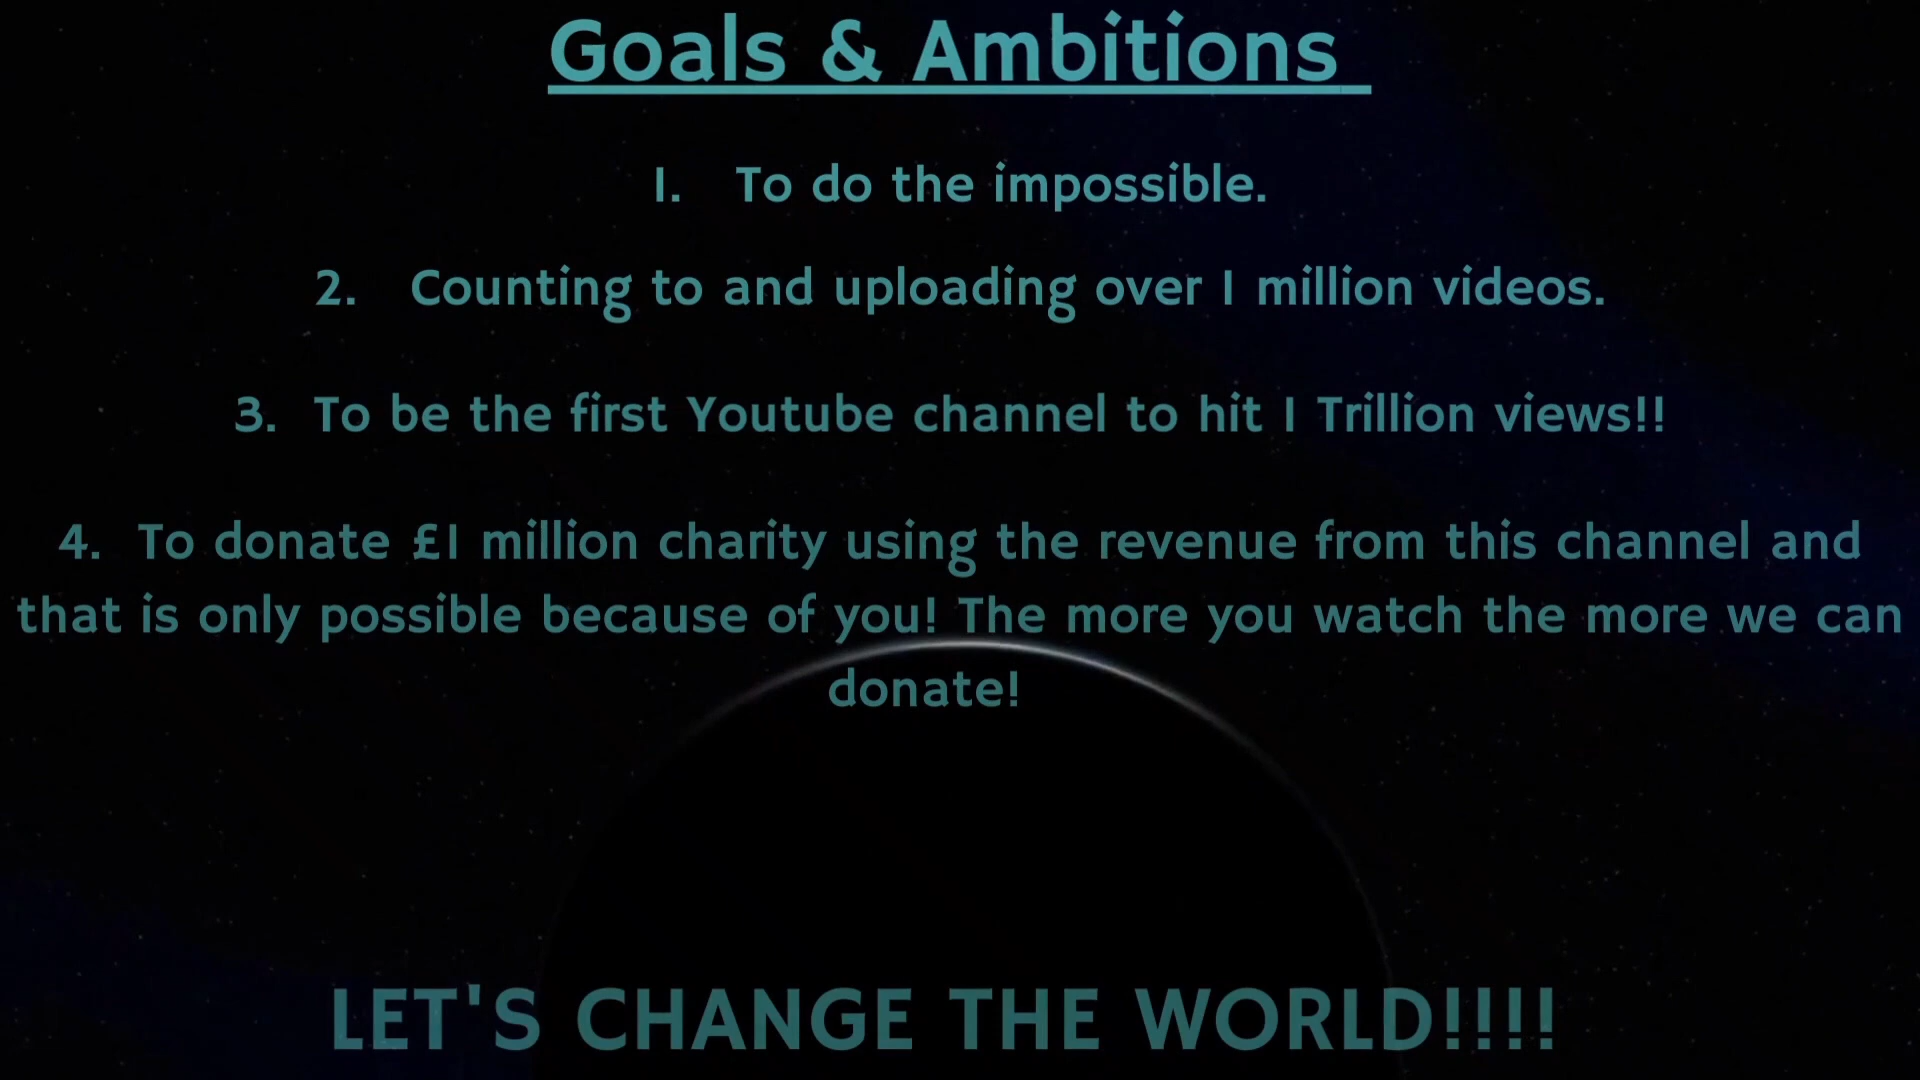 Goals & Ambitions
1. To do the impossible.
2. Counting to and uploading over 1 million videos.
3. To be the first Youtube channel to hit 1 Trillion views!!
4. To donate £1 million charity using the revenue from this channel and
that is only possible because of you! The more you watch the more we can
donate!
LET'S CHANGE THE WORLD!!!!